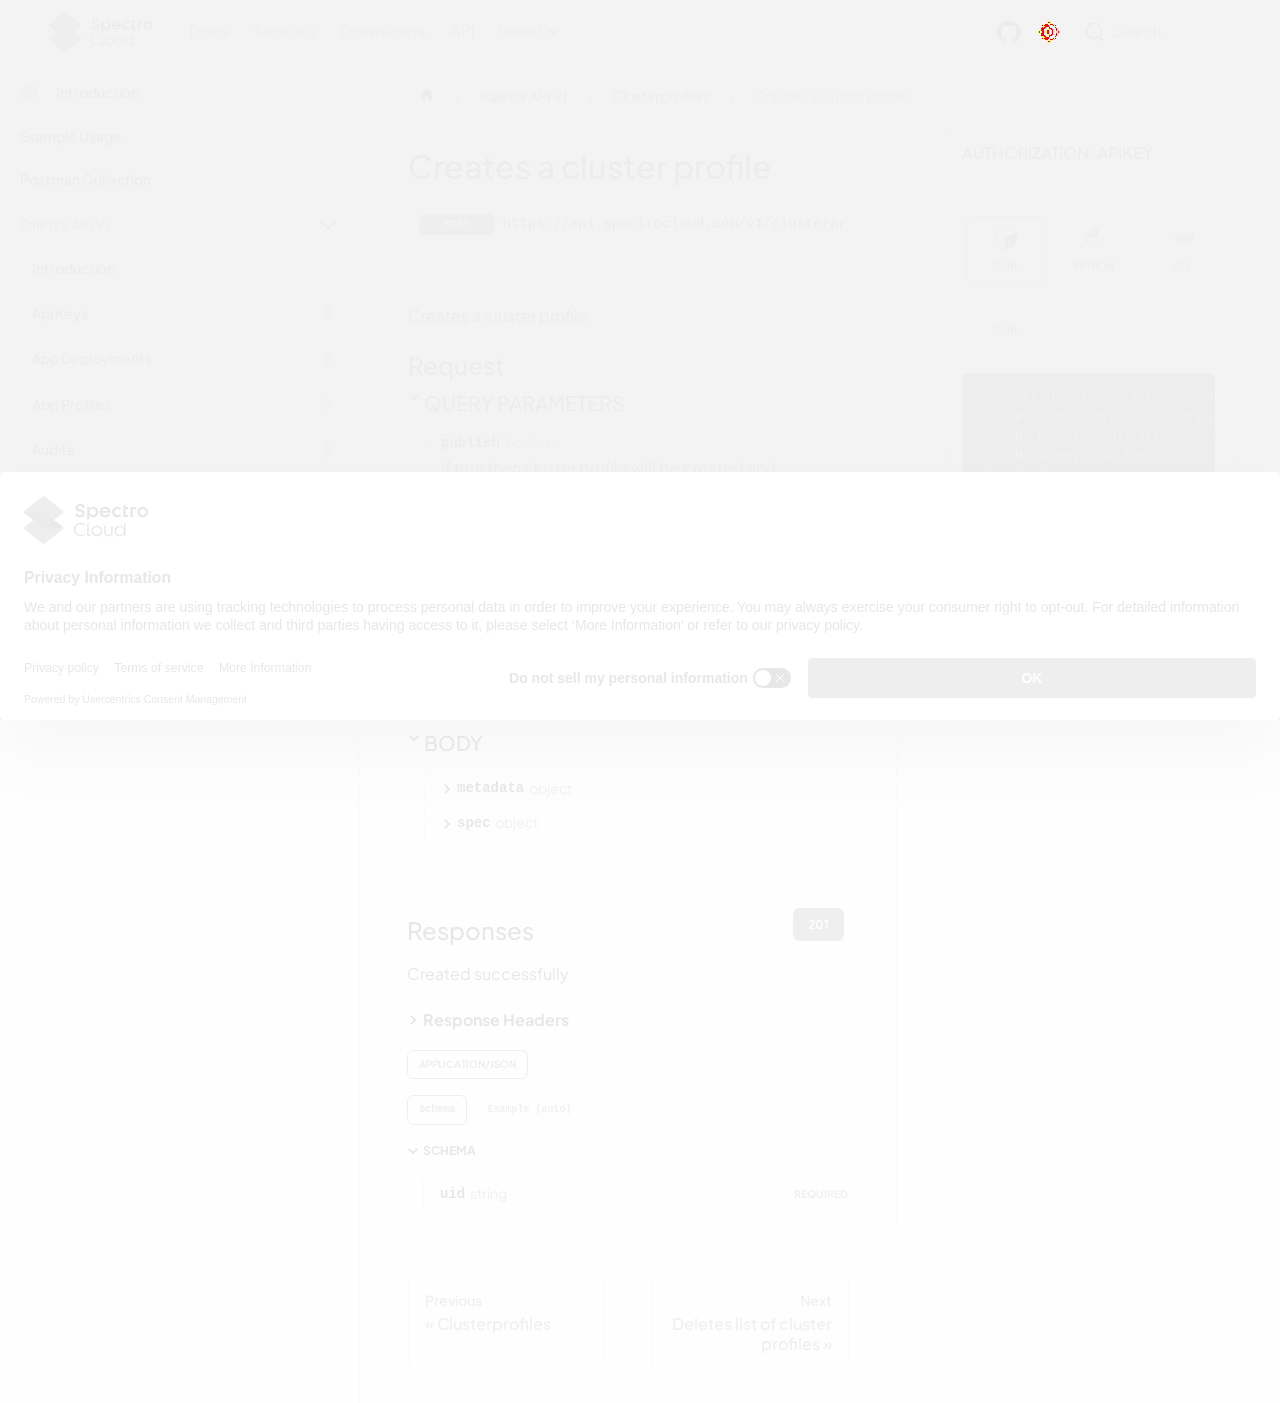 Spectro Cloud
Docs Tutorials Downloads API latest Search
Introduction
Example Usage
Postman Collection
Palette API V1
Introduction
Api Keys
App Deployments
App Profiles
Audits
Palette API V1 Clusterprofiles Creates a cluster profile
Creates a cluster profile
POST https://api.spectrocloud.com/v1/clusterpr
Creates a cluster profile
Request
QUERY PARAMETERS
publish boolean
If true then cluster profile will be created and
AUTHORIZATION: APIKEY
CURL PYTHON GO
CURL
Spectro
Cloud
Privacy Information
We and our partners are using tracking technologies to process personal data in order to improve your experience. You may always exercise your consumer right to opt-out. For detailed information
about personal information we collect and third parties having access to it, please select 'More Information' or refer to our privacy policy.
Privacy policy Terms of service More Information
Powered by Usercentrics Consent Management
Do not sell my personal information
OK
BODY
metadata object
spec object
Responses
201
Created successfully
Response Headers
APPLICATION/JSON
Schema Example (auto)
SCHEMA
uid string REQUIRED
Previous
« Clusterprofiles
Next
Deletes list of cluster
profiles »